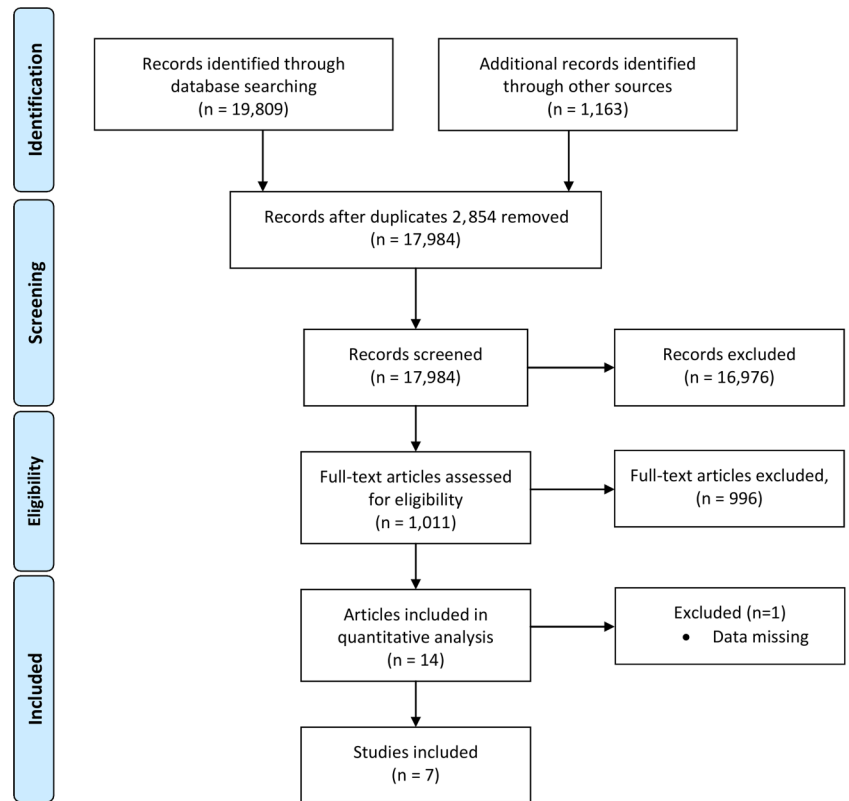 Identification
Records identified through
database searching
(n = 19,809)
Additional records identified
through other sources
(n = 1,163)
Screening
Records after duplicates 2,854 removed
(n = 17,984)
Records screened
(n = 17,984)
Records excluded
(n = 16,976)
Eligibility
Full-text articles assessed
for eligibility
(n = 1,011)
Full-text articles excluded,
(n = 996)
Included
Articles included in
quantitative analysis
(n = 14)
Excluded (n=1)
• Data missing
Studies included
(n = 7)